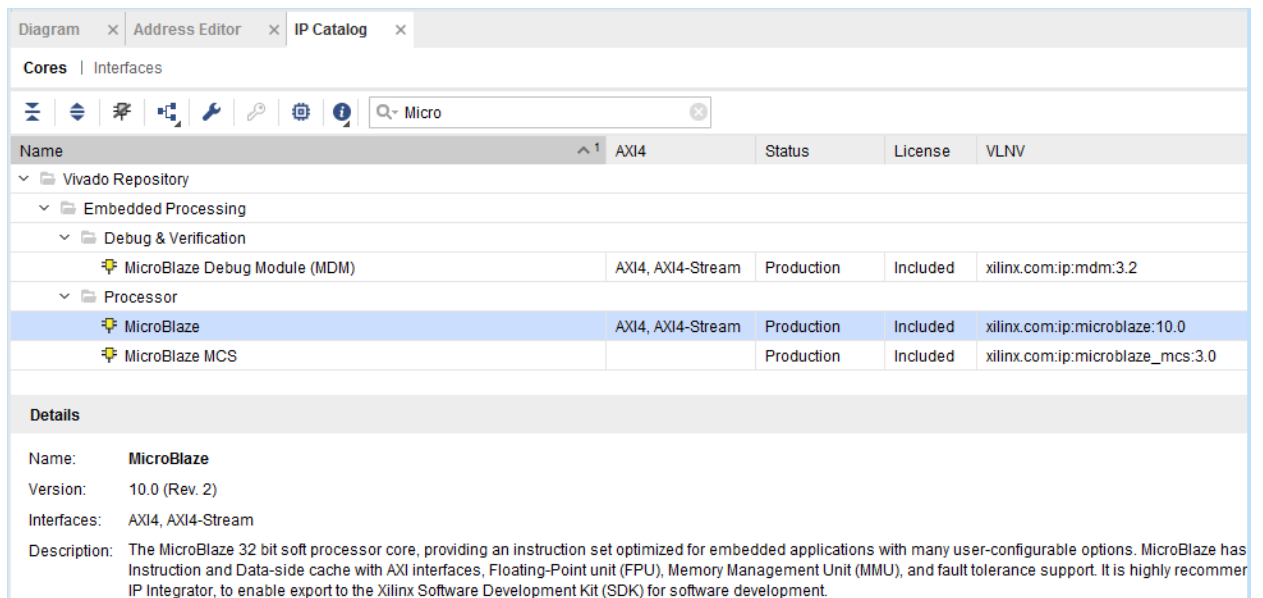 Diagram Address Editor IP Catalog
Cores | Interfaces
Micro
Name 1 AXI4 Status License VLNV
Vivado Repository
Embedded Processing
Debug & Verification
MicroBlaze Debug Module (MDM) AXI4, AXI4-Stream Production Included xilinx.com:ip:mdm:3.2
Processor
MicroBlaze AXI4, AXI4-Stream Production Included xilinx.com:ip:microblaze:10.0
MicroBlaze MCS Production Included xilinx.com:ip:microblaze_mcs:3.0
Details
Name: MicroBlaze
Version: 10.0 (Rev. 2)
Interfaces: AXI4, AXI4-Stream
Description: The MicroBlaze 32 bit soft processor core, providing an instruction set optimized for embedded applications with many user-configurable options. MicroBlaze has
Instruction and Data-side cache with AXI interfaces, Floating-Point unit (FPU), Memory Management Unit (MMU), and fault tolerance support. It is highly recommer
IP Integrator, to enable export to the Xilinx Software Development Kit (SDK) for software development.